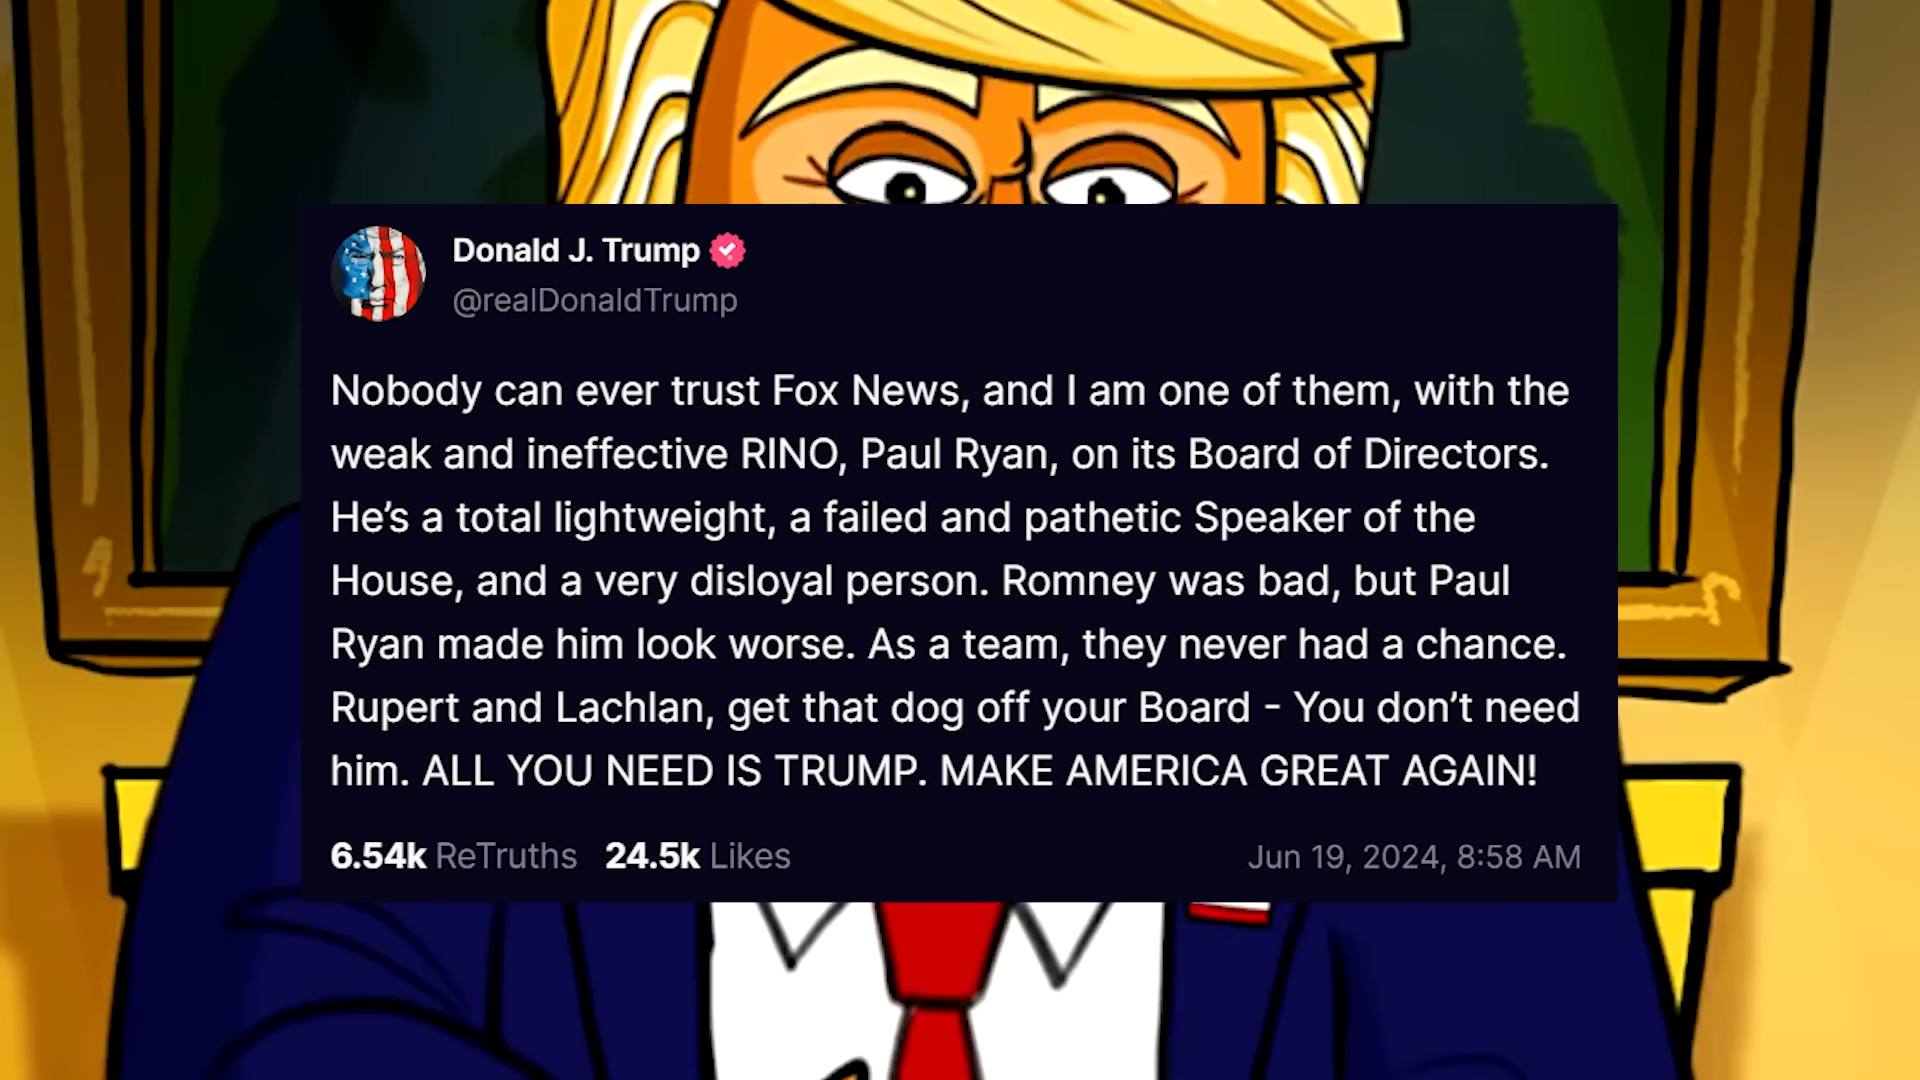 Donald J. Trump
@realDonaldTrump
Nobody can ever trust Fox News, and I am one of them, with the
weak and ineffective RINO, Paul Ryan, on its Board of Directors.
He’s a total lightweight, a failed and pathetic Speaker of the
House, and a very disloyal person. Romney was bad, but Paul
Ryan made him look worse. As a team, they never had a chance.
Rupert and Lachlan, get that dog off your Board - You don’t need
him. ALL YOU NEED IS TRUMP. MAKE AMERICA GREAT AGAIN!
6.54k ReTruths 24.5k Likes Jun 19, 2024, 8:58 AM